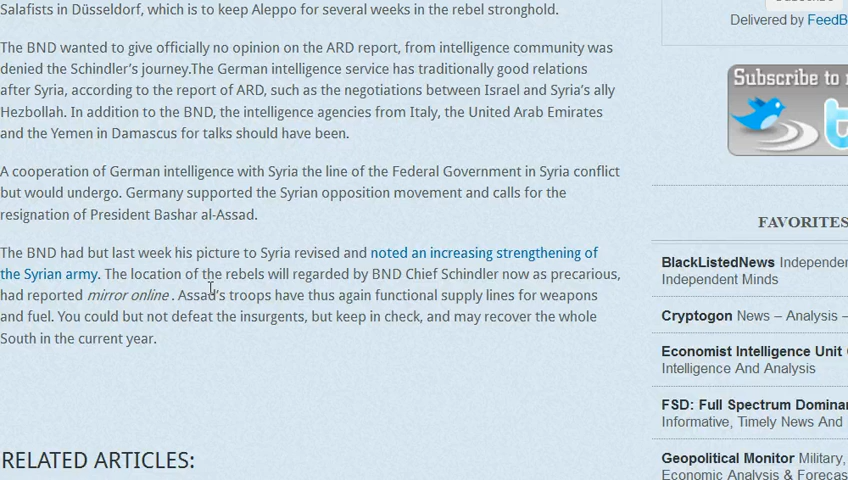 Salafists in Düsseldorf, which is to keep Aleppo for several weeks in the rebel stronghold.
The BND wanted to give officially no opinion on the ARD report, from intelligence community was
denied the Schindler's journey.The German intelligence service has traditionally good relations
after Syria, according to the report of ARD, such as the negotiations between Israel and Syria's ally
Hezbollah. In addition to the BND, the intelligence agencies from Italy, the United Arab Emirates
and the Yemen in Damascus for talks should have been.
A cooperation of German intelligence with Syria the line of the Federal Government in Syria conflict
but would undergo. Germany supported the Syrian opposition movement and calls for the
resignation of President Bashar al-Assad.
The BND had but last week his picture to Syria revised and noted an increasing strengthening of
the Syrian army. The location of the rebels will regarded by BND Chief Schindler now as precarious,
had reported mirror online . Assad's troops have thus again functional supply lines for weapons
and fuel. You could but not defeat the insurgents, but keep in check, and may recover the whole
South in the current year.
RELATED ARTICLES:
Delivered by FeedB
Subscribe to
FAVORITES
BlackListedNews Independen
Independent Minds
Cryptogon News – Analysis –
Economist Intelligence Unit
Intelligence And Analysis
FSD: Full Spectrum Dominan
Informative, Timely News And
Geopolitical Monitor Military,
Economic Analysis & Forecas